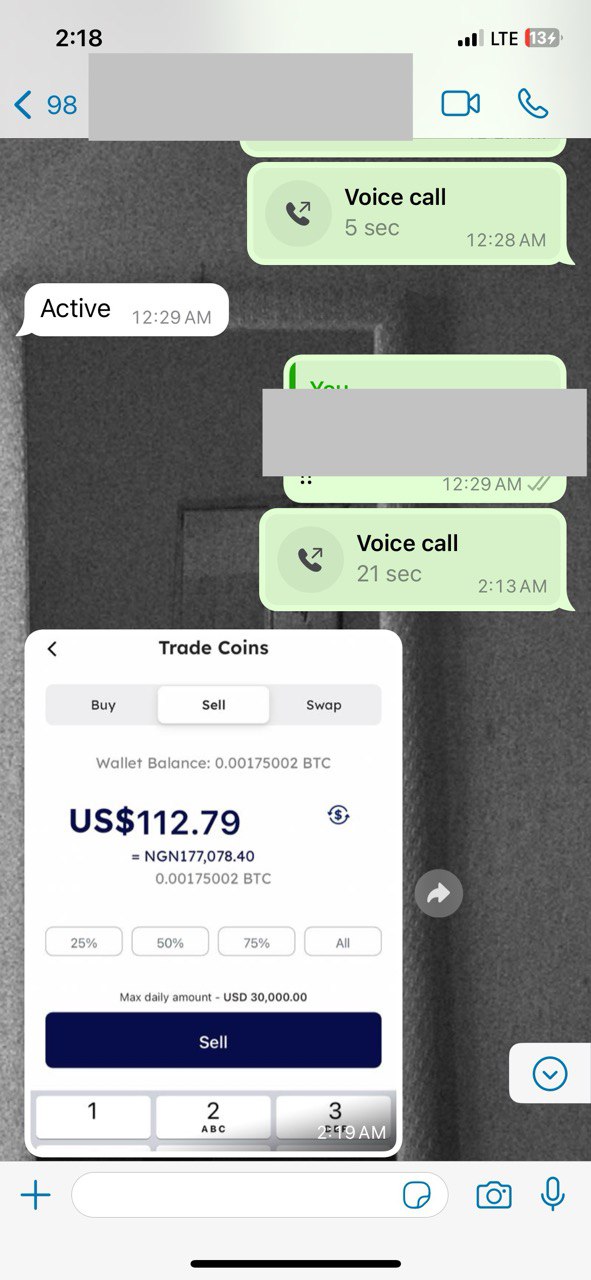 2:18
LTE 13
98
Voice call
5 sec
12:28 AM
Active
12:29 AM
You
12:29 AM
Voice call
21 sec
2:13 AM
Trade Coins
Buy Sell Swap
Wallet Balance: 0.00175002 BTC
US$112.79
= NGN177,078.40
0.00175002 BTC
25% 50% 75% All
Max daily amount - USD 30,000.00
Sell
1 2 3
ABC DEF
2:19 AM